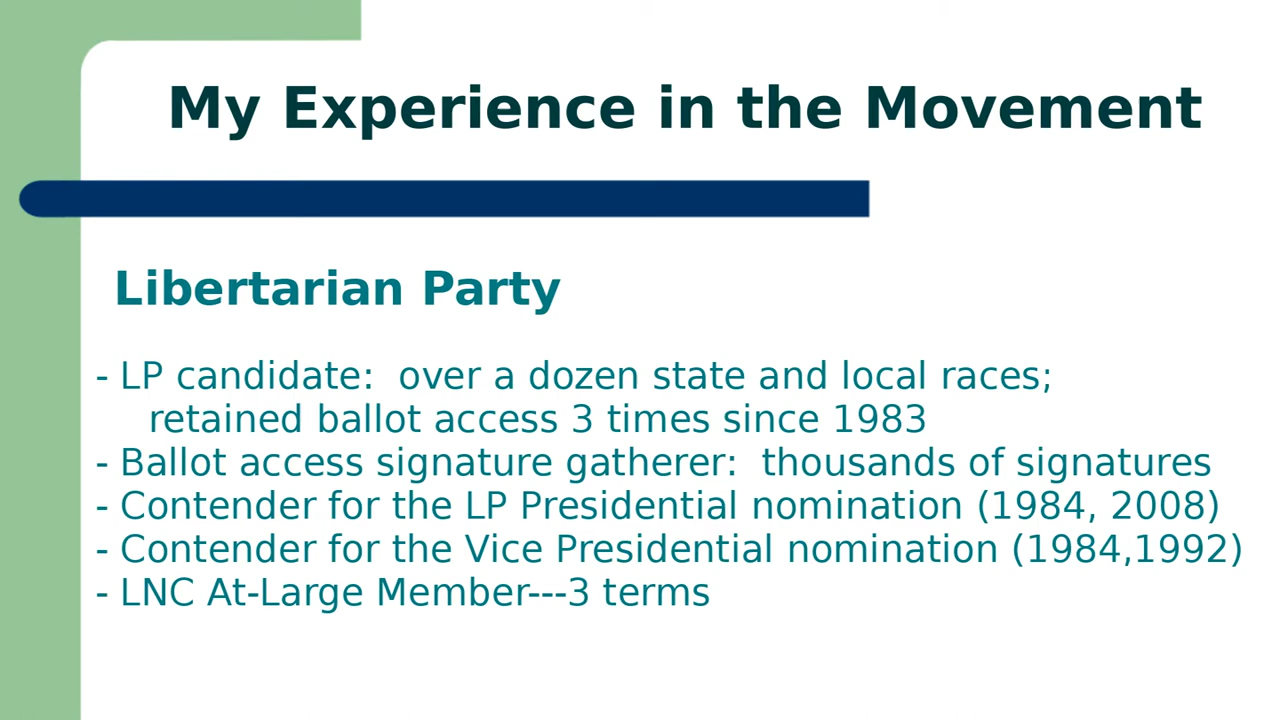 My Experience in the Movement
Libertarian Party
- LP candidate:  over a dozen state and local races;
retained ballot access 3 times since 1983
- Ballot access signature gatherer:  thousands of signatures
- Contender for the LP Presidential nomination (1984, 2008)
- Contender for the Vice Presidential nomination (1984,1992)
- LNC At-Large Member---3 terms